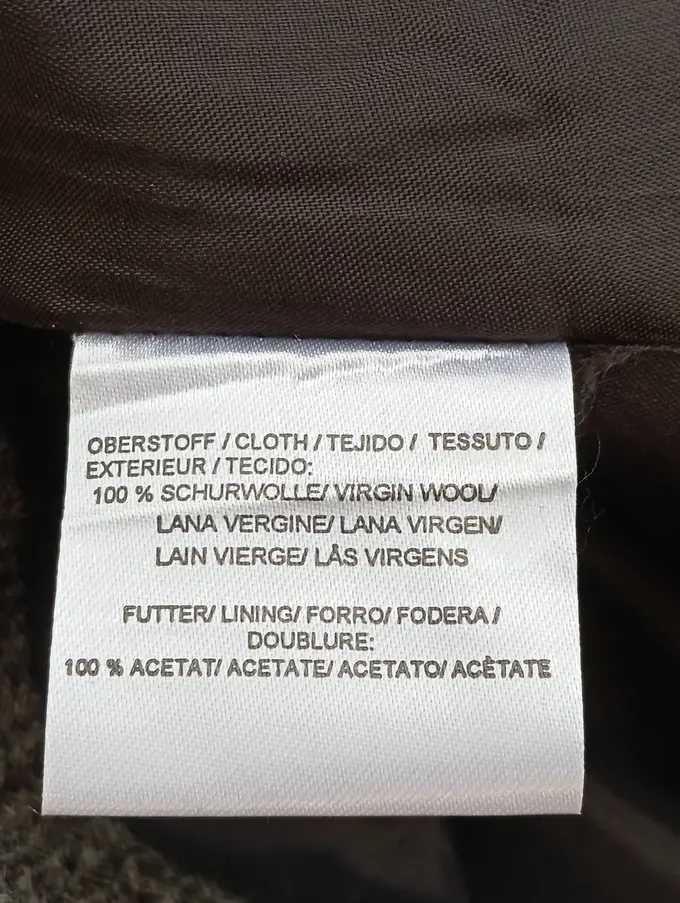 OBERSTOFF / CLOTH / TEJIDO / TESSUTO /
EXTERIEUR / TECIDO:
100 % SCHURWOLLE/ VIRGIN WOOL/
LANA VERGINE/ LANA VIRGEN/
LAIN VIERGE/ LÅS VIRGENS
FUTTER/ LINING/ FORRO/ FODERA /
DOUBLURE:
100 % ACETAT/ ACETATE/ ACETATO/ ACÈTATE